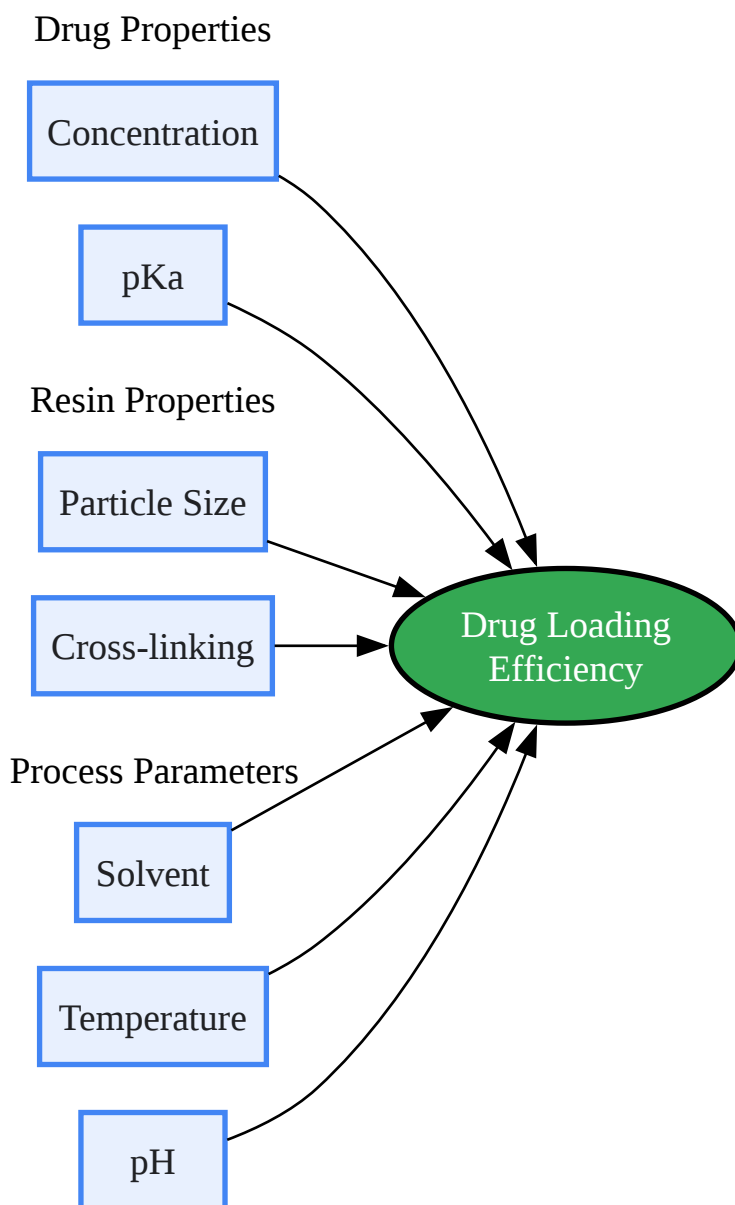 Drug Properties
Concentration
pKa
Resin Properties
Particle Size
Cross-linking
Drug Loading
Efficiency
Process Parameters
Solvent
Temperature
pH